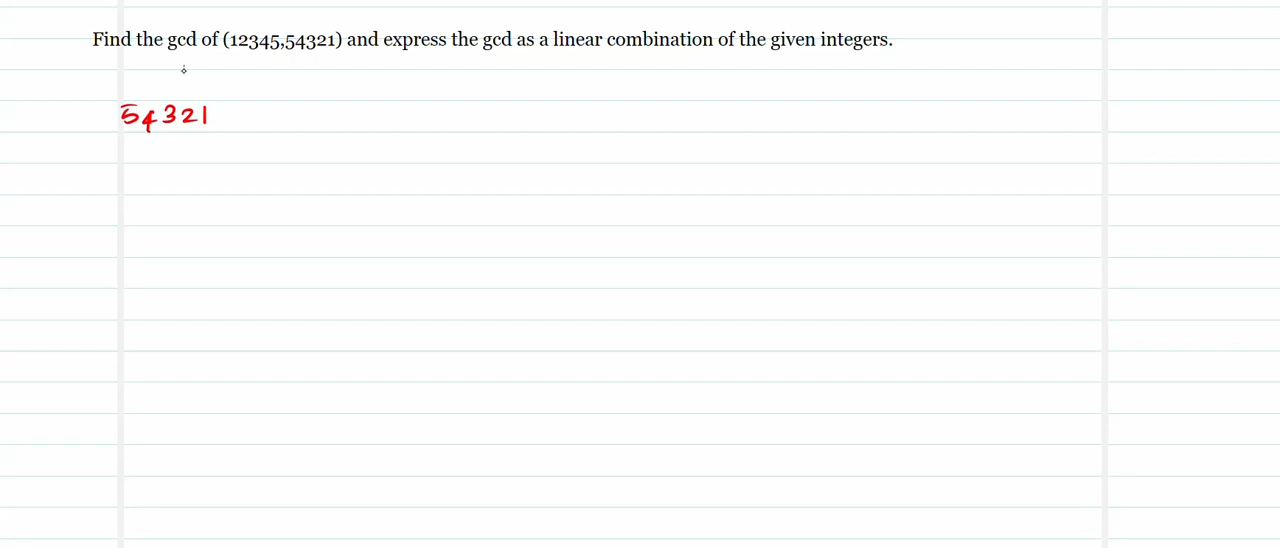 Find the gcd of (12345,54321) and express the gcd as a linear combination of the given integers.
54321